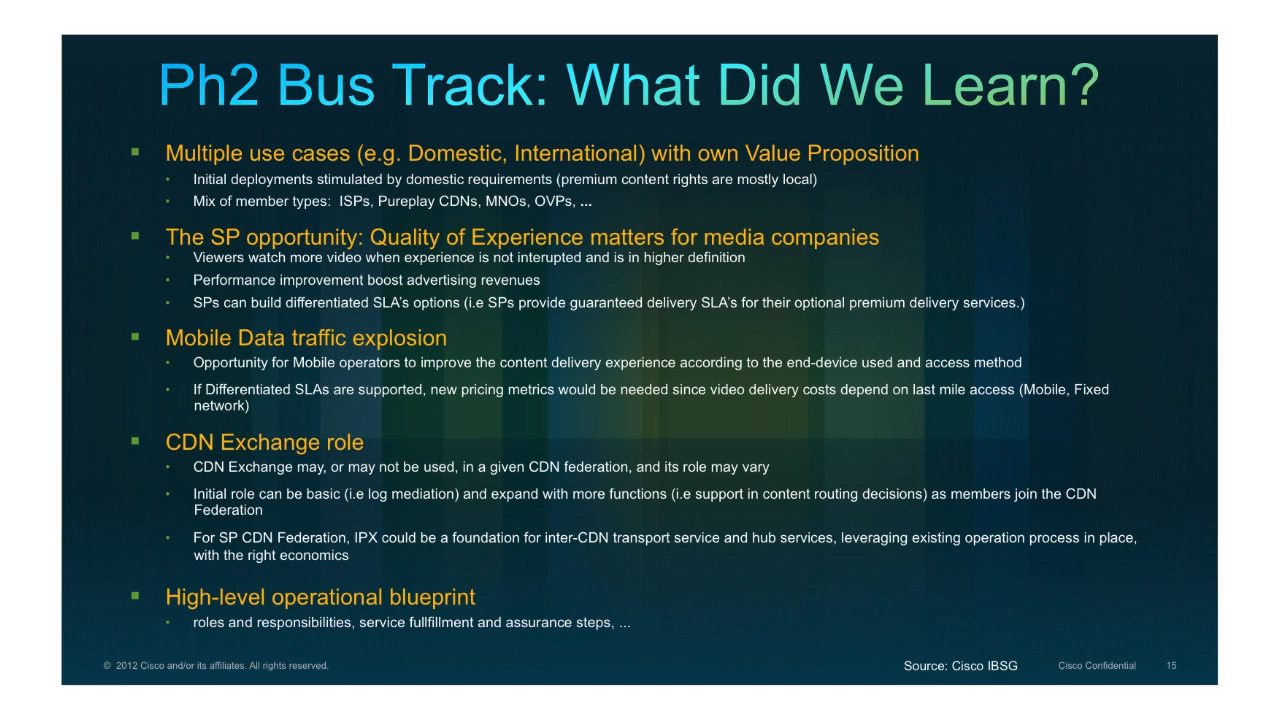 Ph2 Bus Track: What Did We Learn?
▪ Multiple use cases (e.g. Domestic, International) with own Value Proposition
• Initial deployments stimulated by domestic requirements (premium content rights are mostly local)
• Mix of member types:  ISPs, Pureplay CDNs, MNOs, OVPs, ...
▪ The SP opportunity: Quality of Experience matters for media companies
• Viewers watch more video when experience is not interupted and is in higher definition
• Performance improvement boost advertising revenues
• SPs can build differentiated SLA's options (i.e SPs provide guaranteed delivery SLA's for their optional premium delivery services.)
▪ Mobile Data traffic explosion
• Opportunity for Mobile operators to improve the content delivery experience according to the end-device used and access method
• If Differentiated SLAs are supported, new pricing metrics would be needed since video delivery costs depend on last mile access (Mobile, Fixed
network)
▪ CDN Exchange role
• CDN Exchange may, or may not be used, in a given CDN federation, and its role may vary
• Initial role can be basic (i.e log mediation) and expand with more functions (i.e support in content routing decisions) as members join the CDN
Federation
• For SP CDN Federation, IPX could be a foundation for inter-CDN transport service and hub services, leveraging existing operation process in place,
with the right economics
▪ High-level operational blueprint
• roles and responsibilities, service fullfillment and assurance steps, ...
© 2012 Cisco and/or its affiliates. All rights reserved.
Source: Cisco IBSG
Cisco Confidential
15